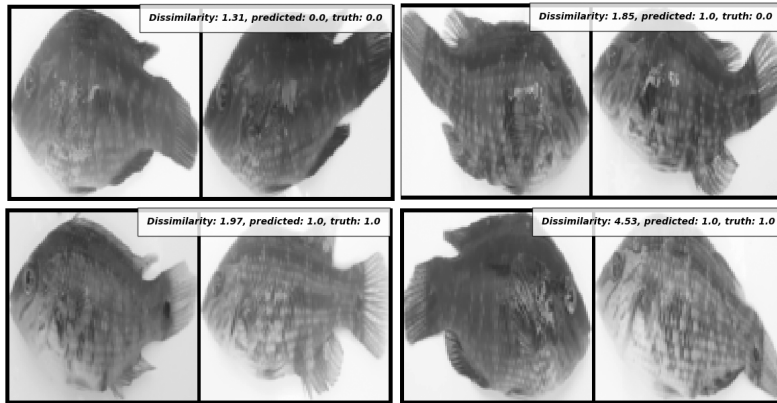 Dissimilarity: 1.31, predicted: 0.0, truth: 0.0
Dissimilarity: 1.85, predicted: 1.0, truth: 0.0
Dissimilarity: 1.97, predicted: 1.0, truth: 1.0
Dissimilarity: 4.53, predicted: 1.0, truth: 1.0